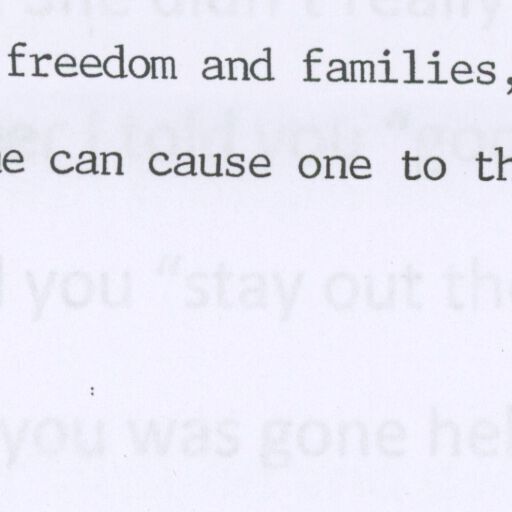 She didn't really
freedom and families,
I told you "goo
e can cause one to th
you "stay out the
you was gone hel